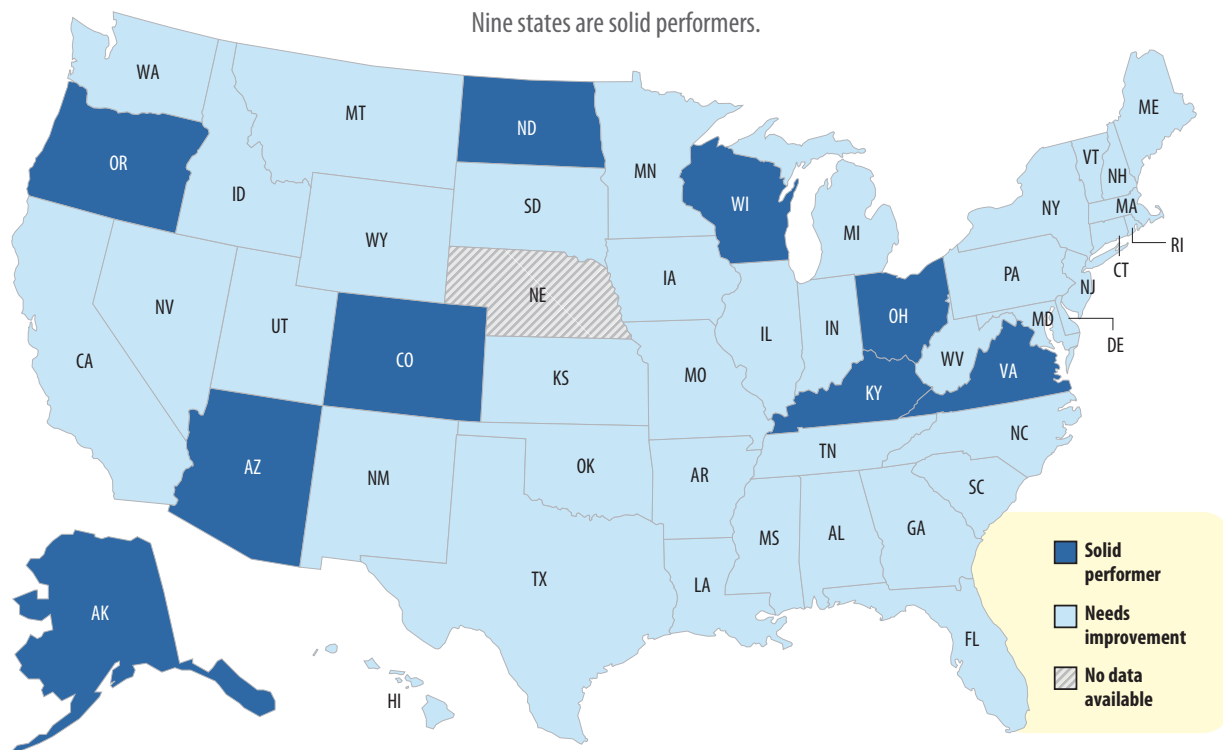 Nine states are solid performers.
WA
MT
ND
MN
ME
OR
ID
SD
WI
VT
NH
WY
MI
NY
MA
RI
CT
NV
UT
NE
IA
PA
NJ
CA
CO
KS
MO
IL
IN
OH
MD
DE
WV
VA
KY
AZ
NM
OK
AR
TN
NC
SC
MS
AL
GA
TX
LA
FL
AK
HI
Solid
performer
Needs
improvement
No data
available